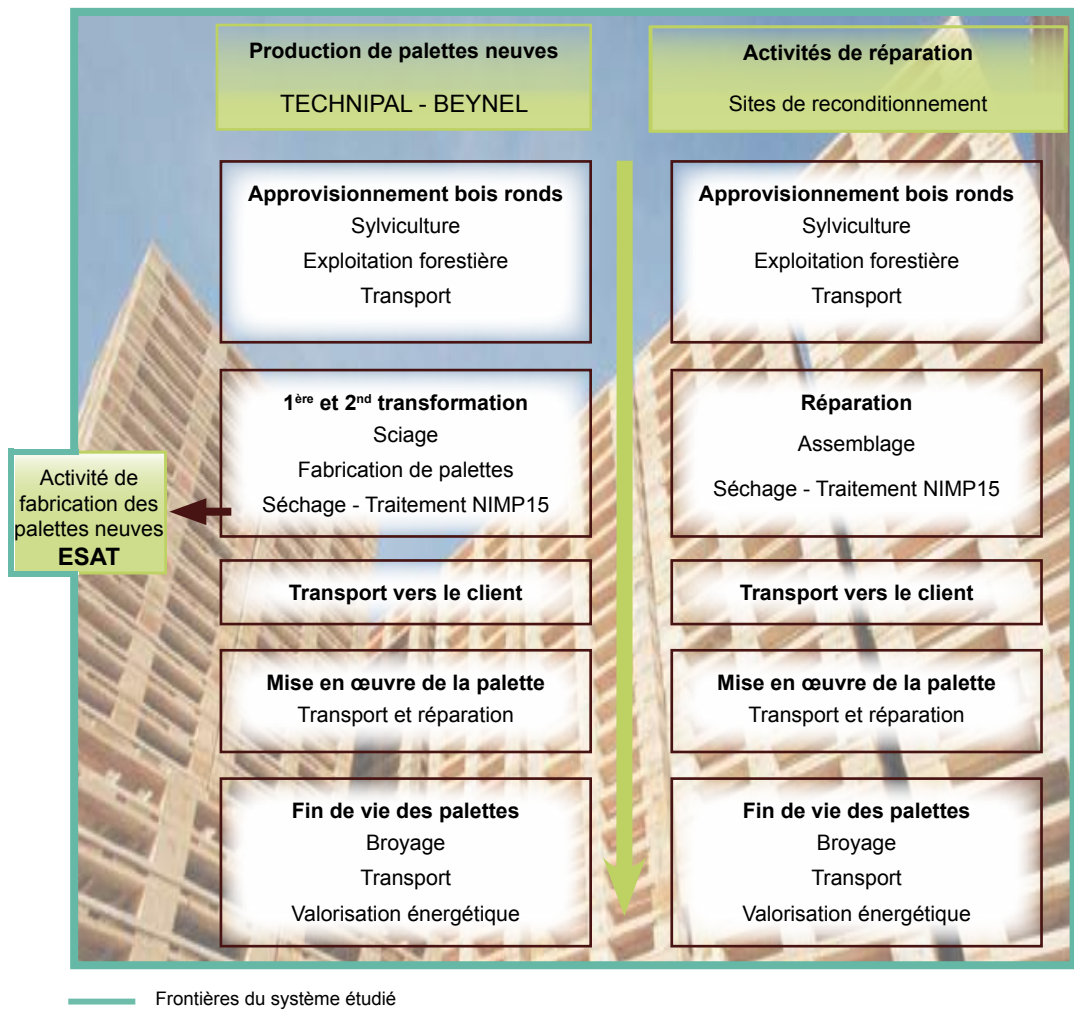 Production de palettes neuves
TECHNIPAL - BEYNEL
Approvisionnement bois ronds
Sylviculture
Exploitation forestière
Transport
1ère et 2nd transformation
Sciage
Fabrication de palettes
Séchage - Traitement NIMP15
Activité de
fabrication des
palettes neuves
ESAT
Transport vers le client
Mise en œuvre de la palette
Transport et réparation
Fin de vie des palettes
Broyage
Transport
Valorisation énergétique
Activités de réparation
Sites de reconditionnement
Approvisionnement bois ronds
Sylviculture
Exploitation forestière
Transport
Réparation
Assemblage
Séchage - Traitement NIMP15
Transport vers le client
Mise en œuvre de la palette
Transport et réparation
Fin de vie des palettes
Broyage
Transport
Valorisation énergétique
Frontières du système étudié